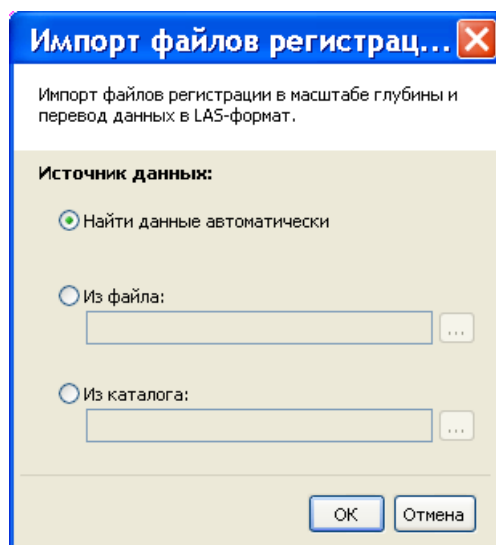 Импорт файлов регистрац...
Импорт файлов регистрации в масштабе глубины и
перевод данных в LAS-формат.
Источник данных:
Найти данные автоматически
Из файла:
...
Из каталога:
...
ОК Отмена